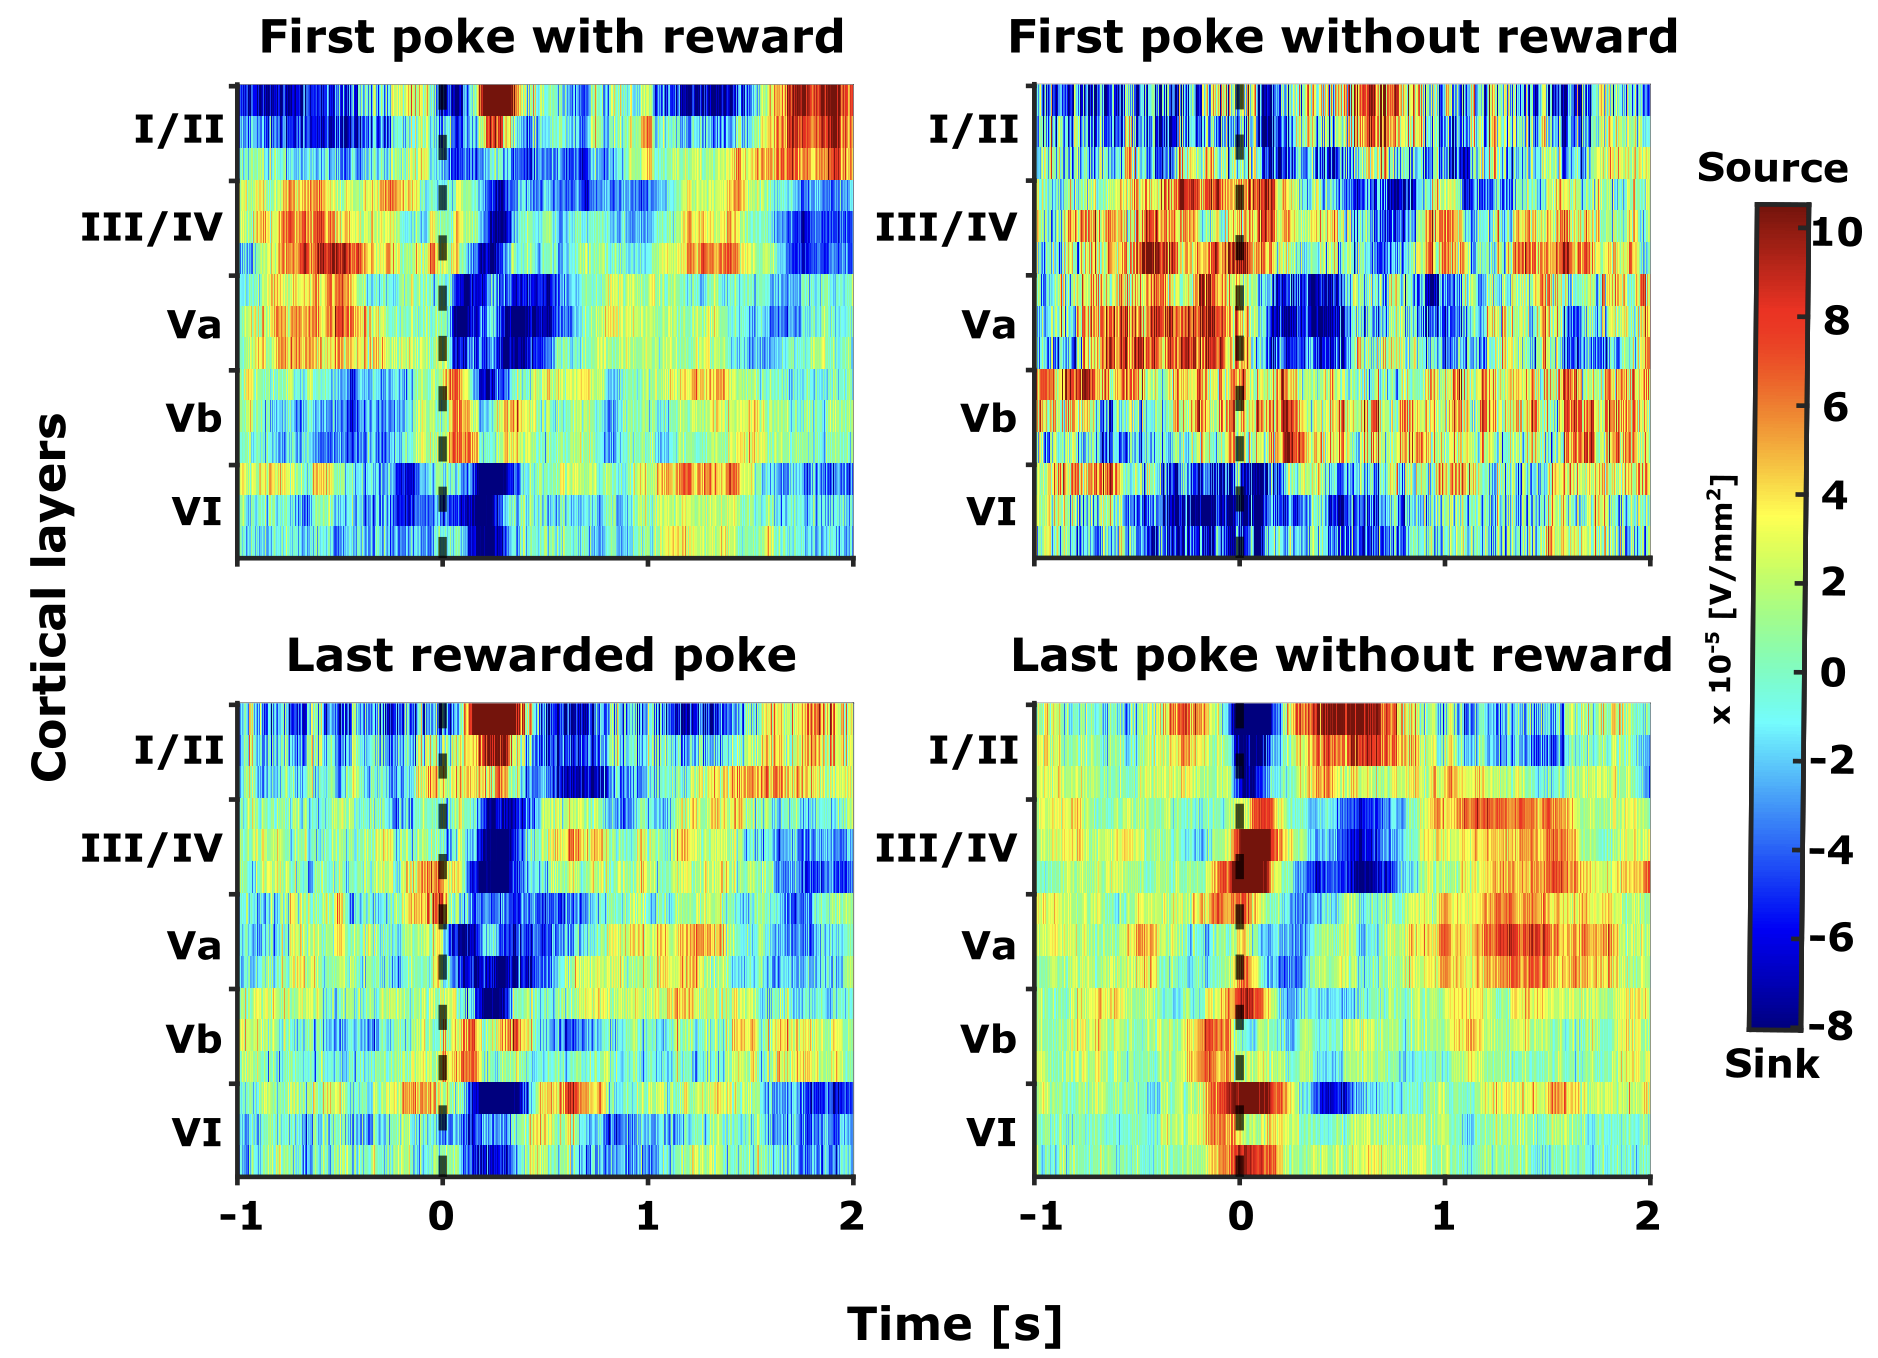 First poke with reward
First poke without reward
I/II
III/IV
Va
Vb
VI
I/II
III/IV
Va
Vb
VI
Source
10
8
6
4
2
0
-2
-4
-6
-8
Sink
x 10⁻⁵ [V/mm²]
Cortical layers
Last rewarded poke
Last poke without reward
I/II
III/IV
Va
Vb
VI
-1 0 1 2
I/II
III/IV
Va
Vb
VI
-1 0 1 2
Time [s]